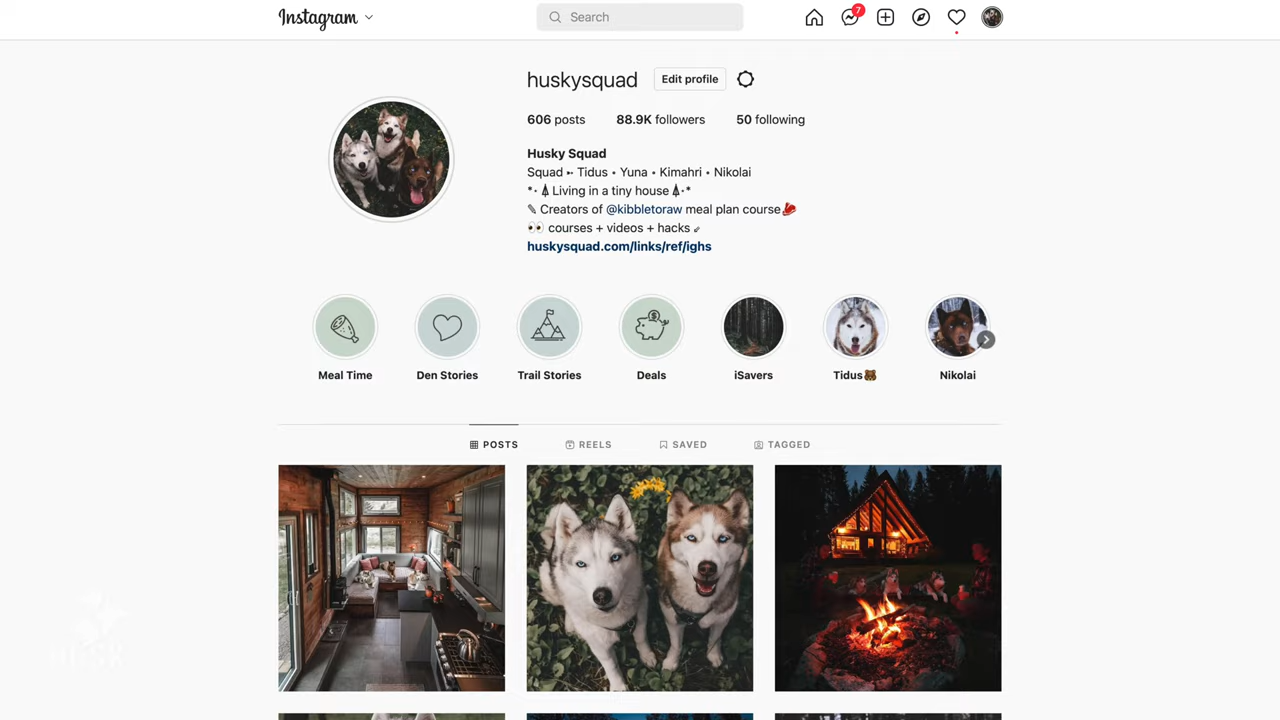 Instagram
Search
7
huskysquad
Edit profile
606 posts
88.9K followers
50 following
Husky Squad
Squad ➵ Tidus • Yuna • Kimahri • Nikolai
*·🌲Living in a tiny house🌲·*
✎ Creators of @kibbletoraw meal plan course🥩
👀 courses + videos + hacks ⇙
huskysquad.com/links/ref/ighs
Meal Time
Den Stories
Trail Stories
Deals
iSavers
Tidus🐻
Nikolai
POSTS
REELS
SAVED
TAGGED